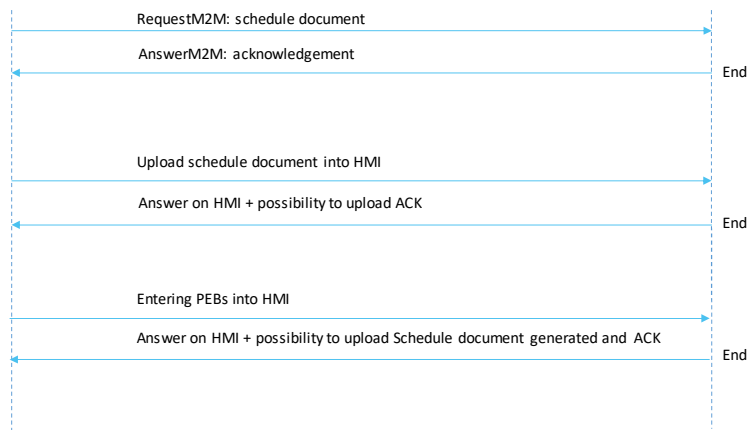 RequestM2M: schedule document
AnswerM2M: acknowledgement
End
Upload schedule document into HMI
Answer on HMI + possibility to upload ACK
End
Entering PEBs into HMI
Answer on HMI + possibility to upload Schedule document generated and ACK
End